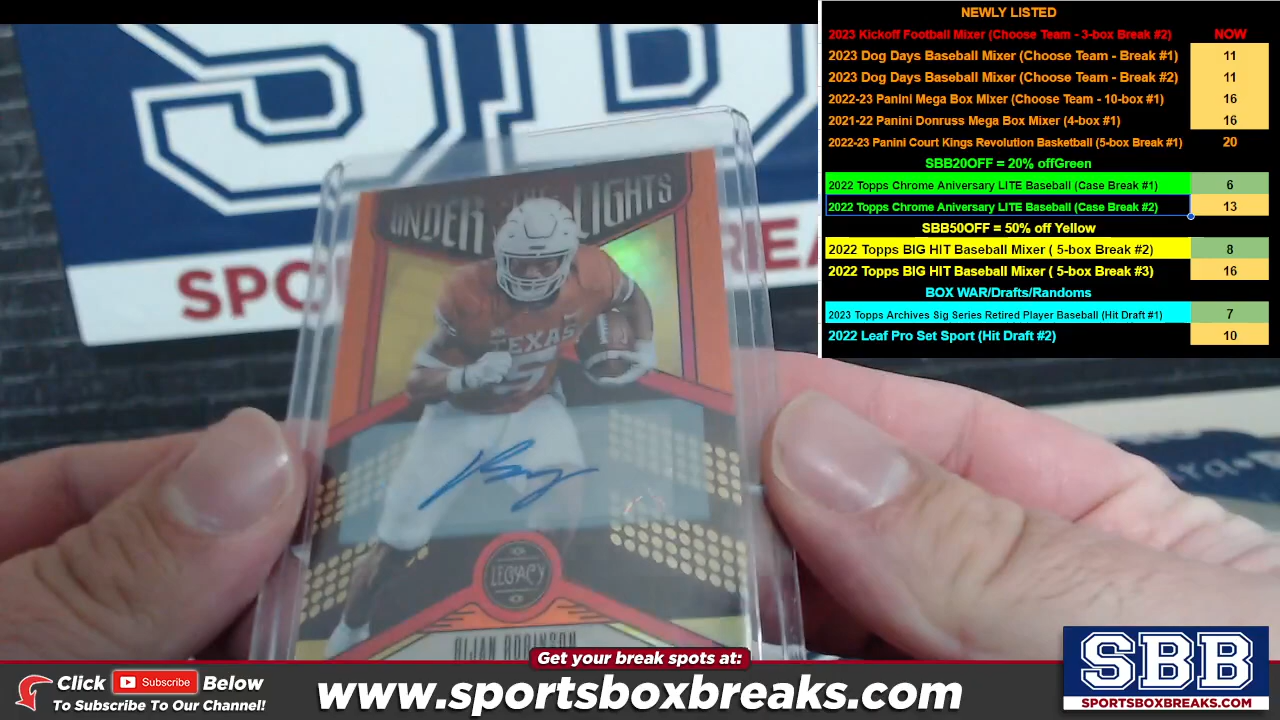 NEWLY LISTED
2023 Kickoff Football Mixer (Choose Team - 3-box Break #2) NOW
2023 Dog Days Baseball Mixer (Choose Team - Break #1) 11
2023 Dog Days Baseball Mixer (Choose Team - Break #2) 11
2022-23 Panini Mega Box Mixer (Choose Team - 10-box #1) 16
2021-22 Panini Donruss Mega Box Mixer (4-box #1) 16
2022-23 Panini Court Kings Revolution Basketball (5-box Break #1) 20
SBB20OFF = 20% offGreen
2022 Topps Chrome Aniversary LITE Baseball (Case Break #1) 6
2022 Topps Chrome Aniversary LITE Baseball (Case Break #2) 13
SBB50OFF = 50% off Yellow
2022 Topps BIG HIT Baseball Mixer ( 5-box Break #2) 8
2022 Topps BIG HIT Baseball Mixer ( 5-box Break #3) 16
BOX WAR/Drafts/Randoms
2023 Topps Archives Sig Series Retired Player Baseball (Hit Draft #1) 7
2022 Leaf Pro Set Sport (Hit Draft #2) 10
UNDER THE LIGHTS
TEXAS
5
LEGACY
BIJAN ROBINSON
Get your break spots at:
Click Subscribe Below
To Subscribe To Our Channel!
www.sportsboxbreaks.com
SBB
SPORTSBOXBREAKS.COM